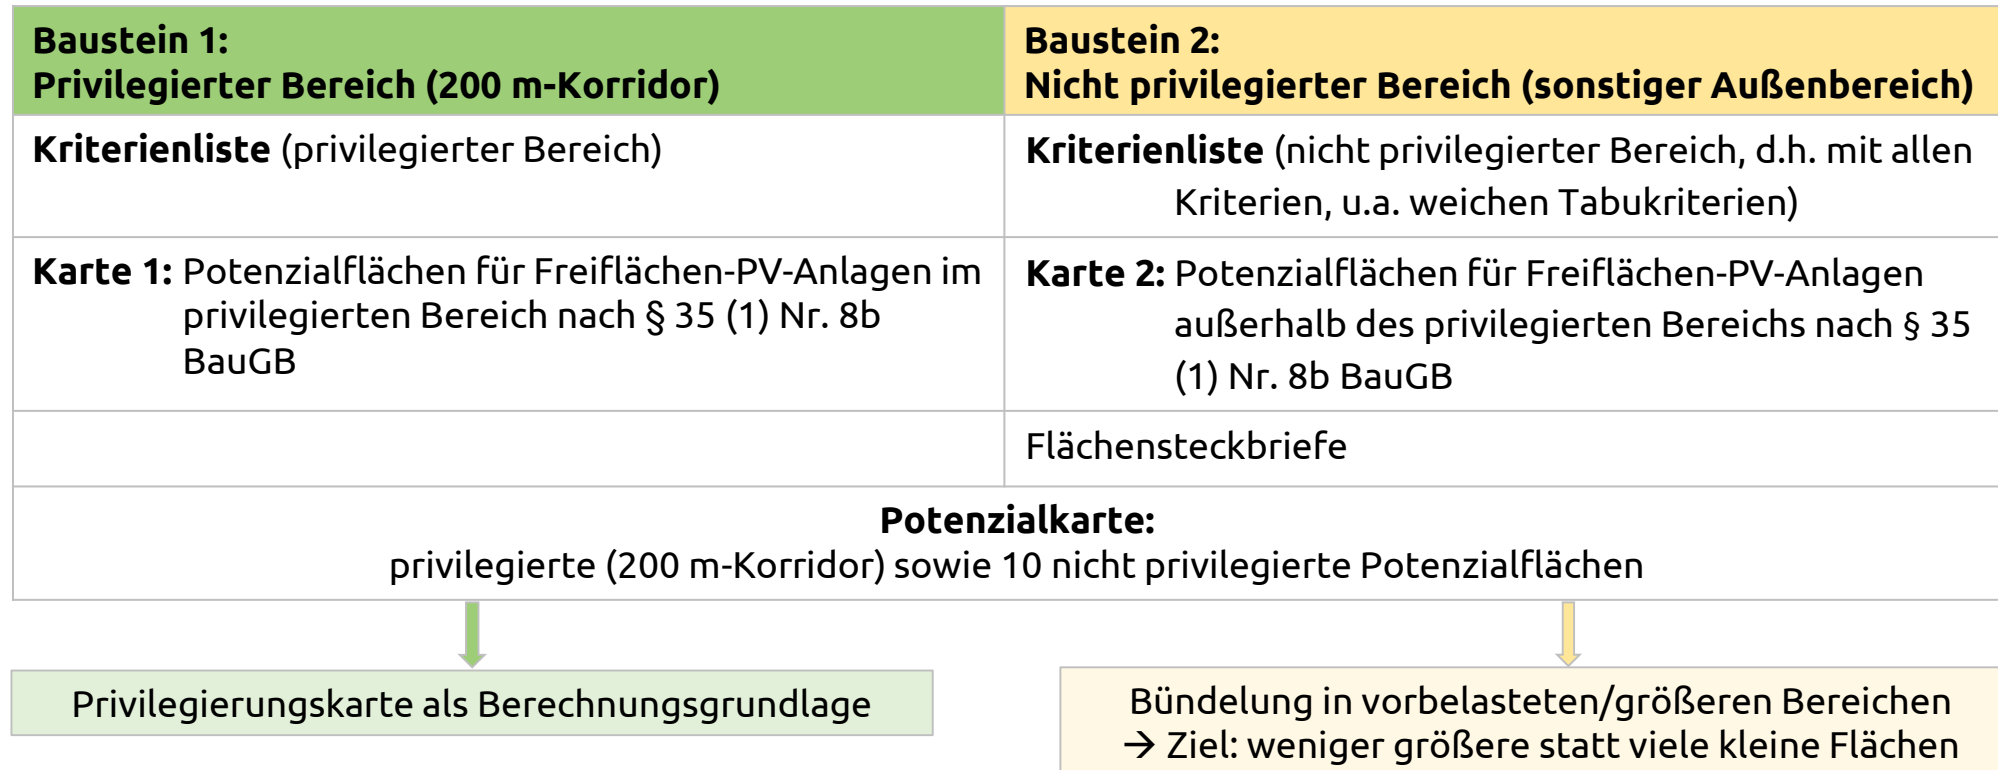 Baustein 1:
Privilegierter Bereich (200 m-Korridor)
Baustein 2:
Nicht privilegierter Bereich (sonstiger Außenbereich)
Kriterienliste (privilegierter Bereich)
Kriterienliste (nicht privilegierter Bereich, d.h. mit allen
Kriterien, u.a. weichen Tabukriterien)
Karte 1: Potenzialflächen für Freiflächen-PV-Anlagen im
privilegierten Bereich nach § 35 (1) Nr. 8b
BauGB
Karte 2: Potenzialflächen für Freiflächen-PV-Anlagen
außerhalb des privilegierten Bereichs nach § 35
(1) Nr. 8b BauGB
Flächensteckbriefe
Potenzialkarte:
privilegierte (200 m-Korridor) sowie 10 nicht privilegierte Potenzialflächen
Privilegierungskarte als Berechnungsgrundlage
Bündelung in vorbelasteten/größeren Bereichen
→ Ziel: weniger größere statt viele kleine Flächen